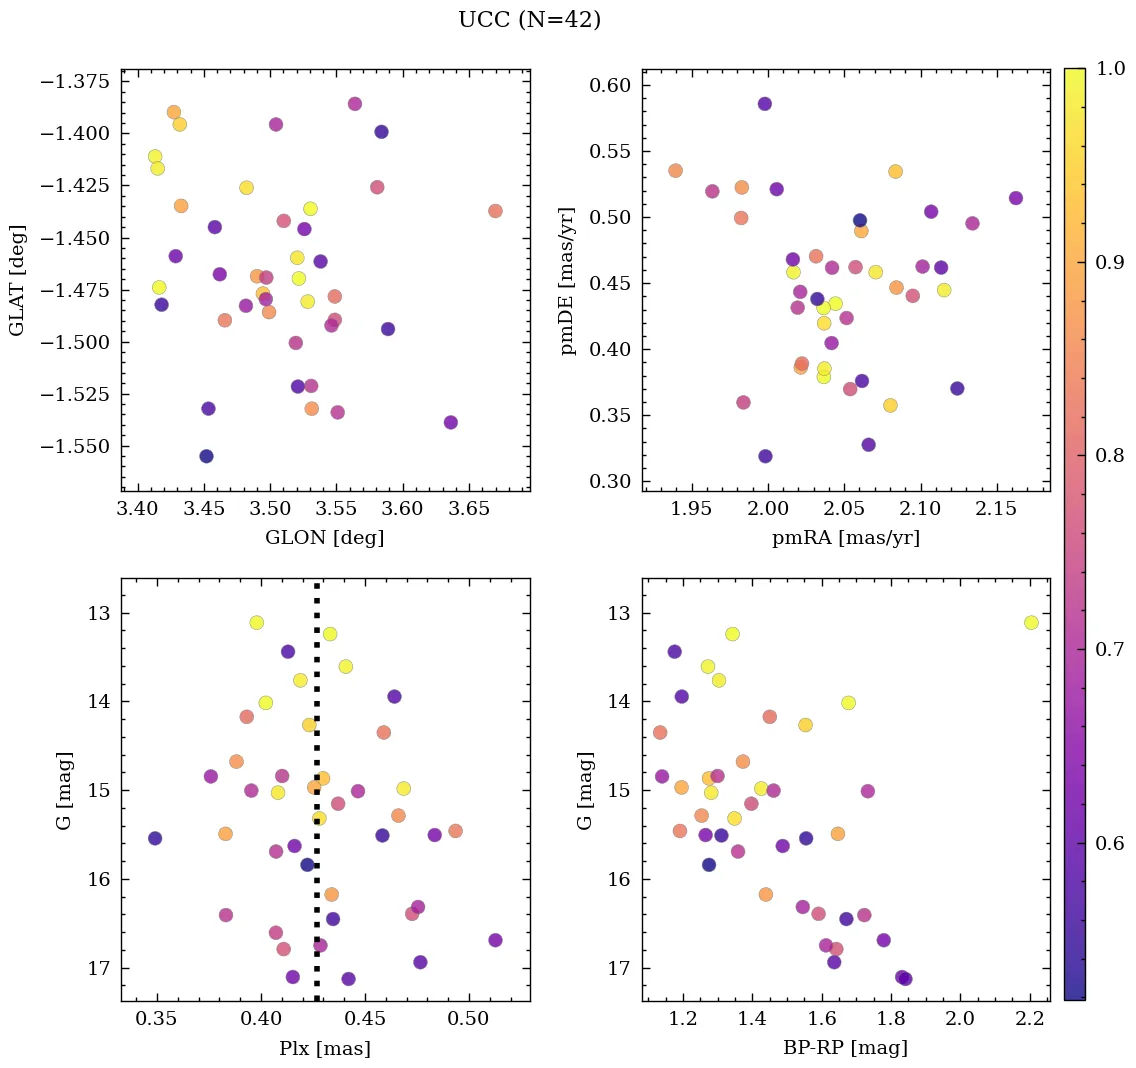 UCC (N=42)
−1.375
−1.400
−1.425
−1.450
−1.475
−1.500
−1.525
−1.550
GLAT [deg]
3.40 3.45 3.50 3.55 3.60 3.65
GLON [deg]
0.60
0.55
0.50
0.45
0.40
0.35
0.30
pmDE [mas/yr]
1.95 2.00 2.05 2.10 2.15
pmRA [mas/yr]
1.0
0.9
0.8
0.7
0.6
13
14
15
16
17
G [mag]
0.35 0.40 0.45 0.50
Plx [mas]
13
14
15
16
17
G [mag]
1.2 1.4 1.6 1.8 2.0 2.2
BP-RP [mag]